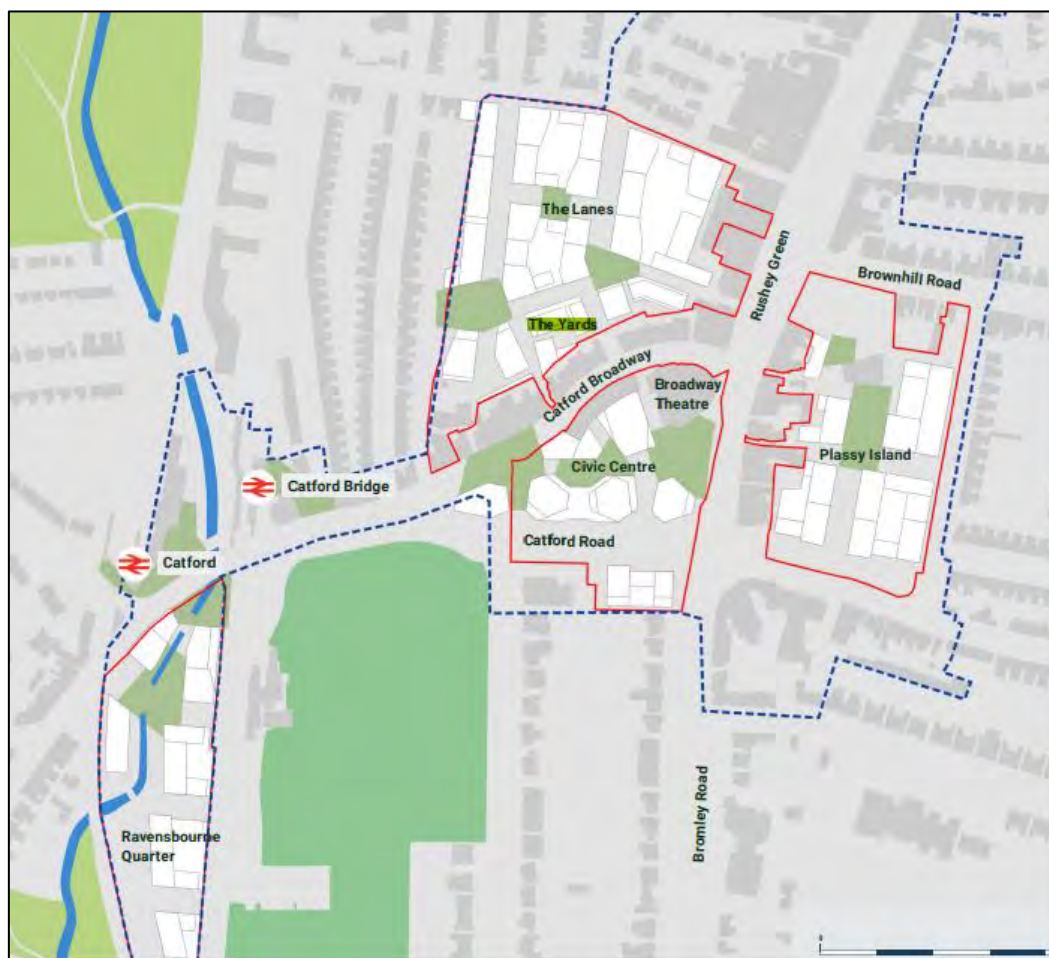 The Lanes
Rushey Green
Brownhill Road
The Yards
Catford Broadway
Broadway
Theatre
Plassy Island
Civic Centre
Catford Bridge
Catford Road
Catford
Ravensbourne
Quarter
Bromley Road